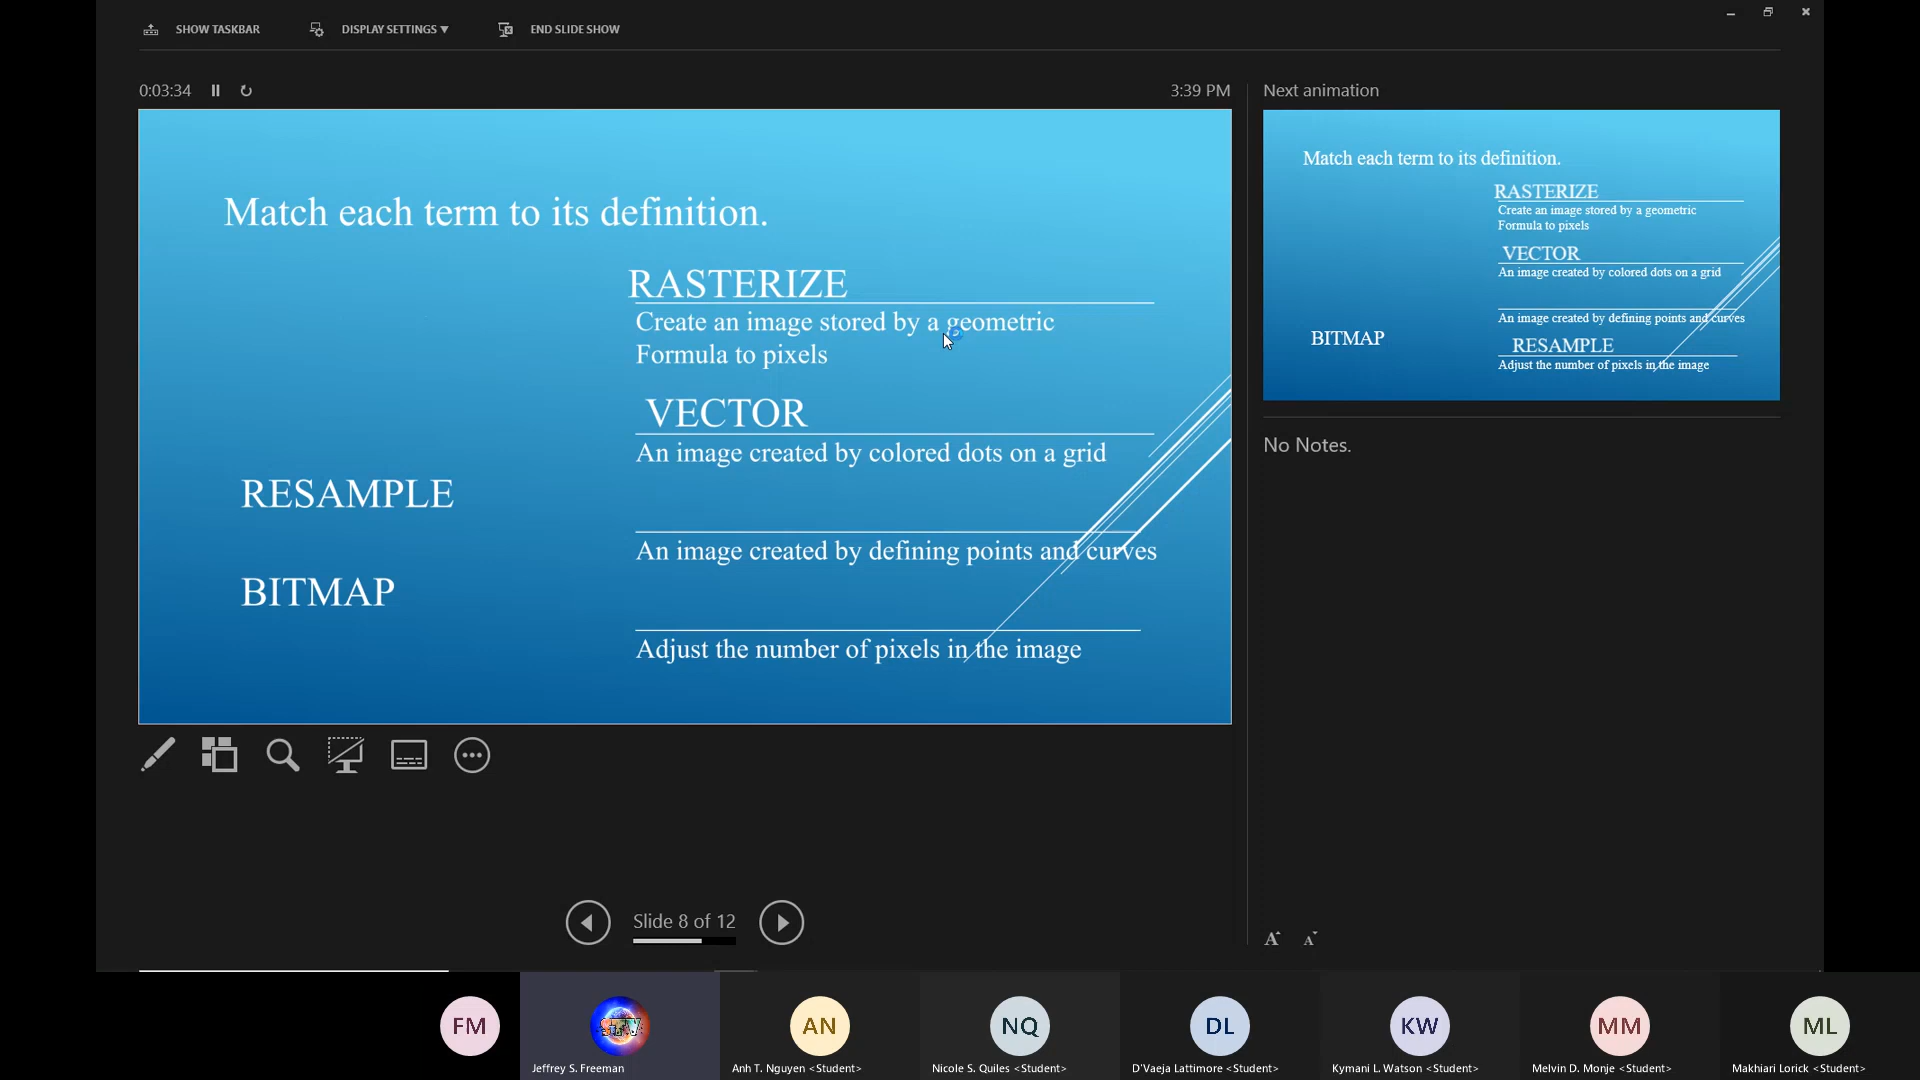 SHOW TASKBAR
DISPLAY SETTINGS
END SLIDE SHOW
0:03:34
3:39 PM
Match each term to its definition.
RASTERIZE
Create an image stored by a geometric
Formula to pixels
VECTOR
An image created by colored dots on a grid
RESAMPLE
An image created by defining points and curves
BITMAP
Adjust the number of pixels in the image
Next animation
Match each term to its definition.
RASTERIZE
Create an image stored by a geometric
Formula to pixels
VECTOR
An image created by colored dots on a grid
An image created by defining points and curves
BITMAP
RESAMPLE
Adjust the number of pixels in the image
No Notes.
Slide 8 of 12
A A
FM
AN
NQ
DL
KW
MM
ML
Jeffrey S. Freeman
Anh T. Nguyen <Student>
Nicole S. Quiles <Student>
D'Vaeja Lattimore <Student>
Kymani L. Watson <Student>
Melvin D. Monje <Student>
Makhiari Lorick <Student>